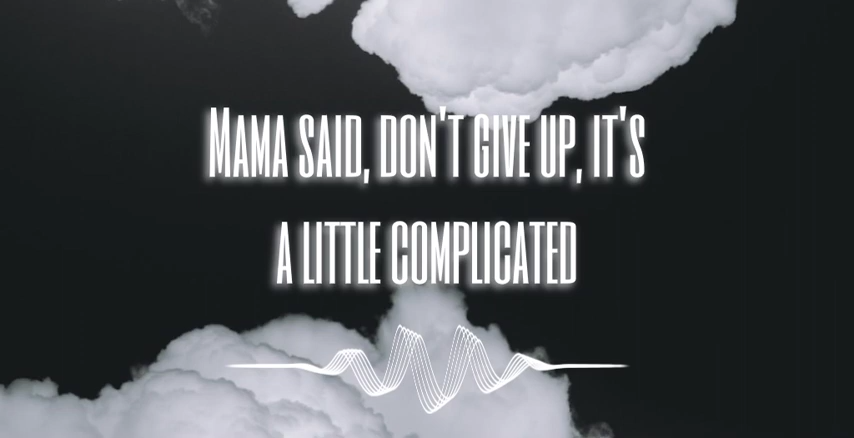 Mama said, don't give up, it's
a little complicated